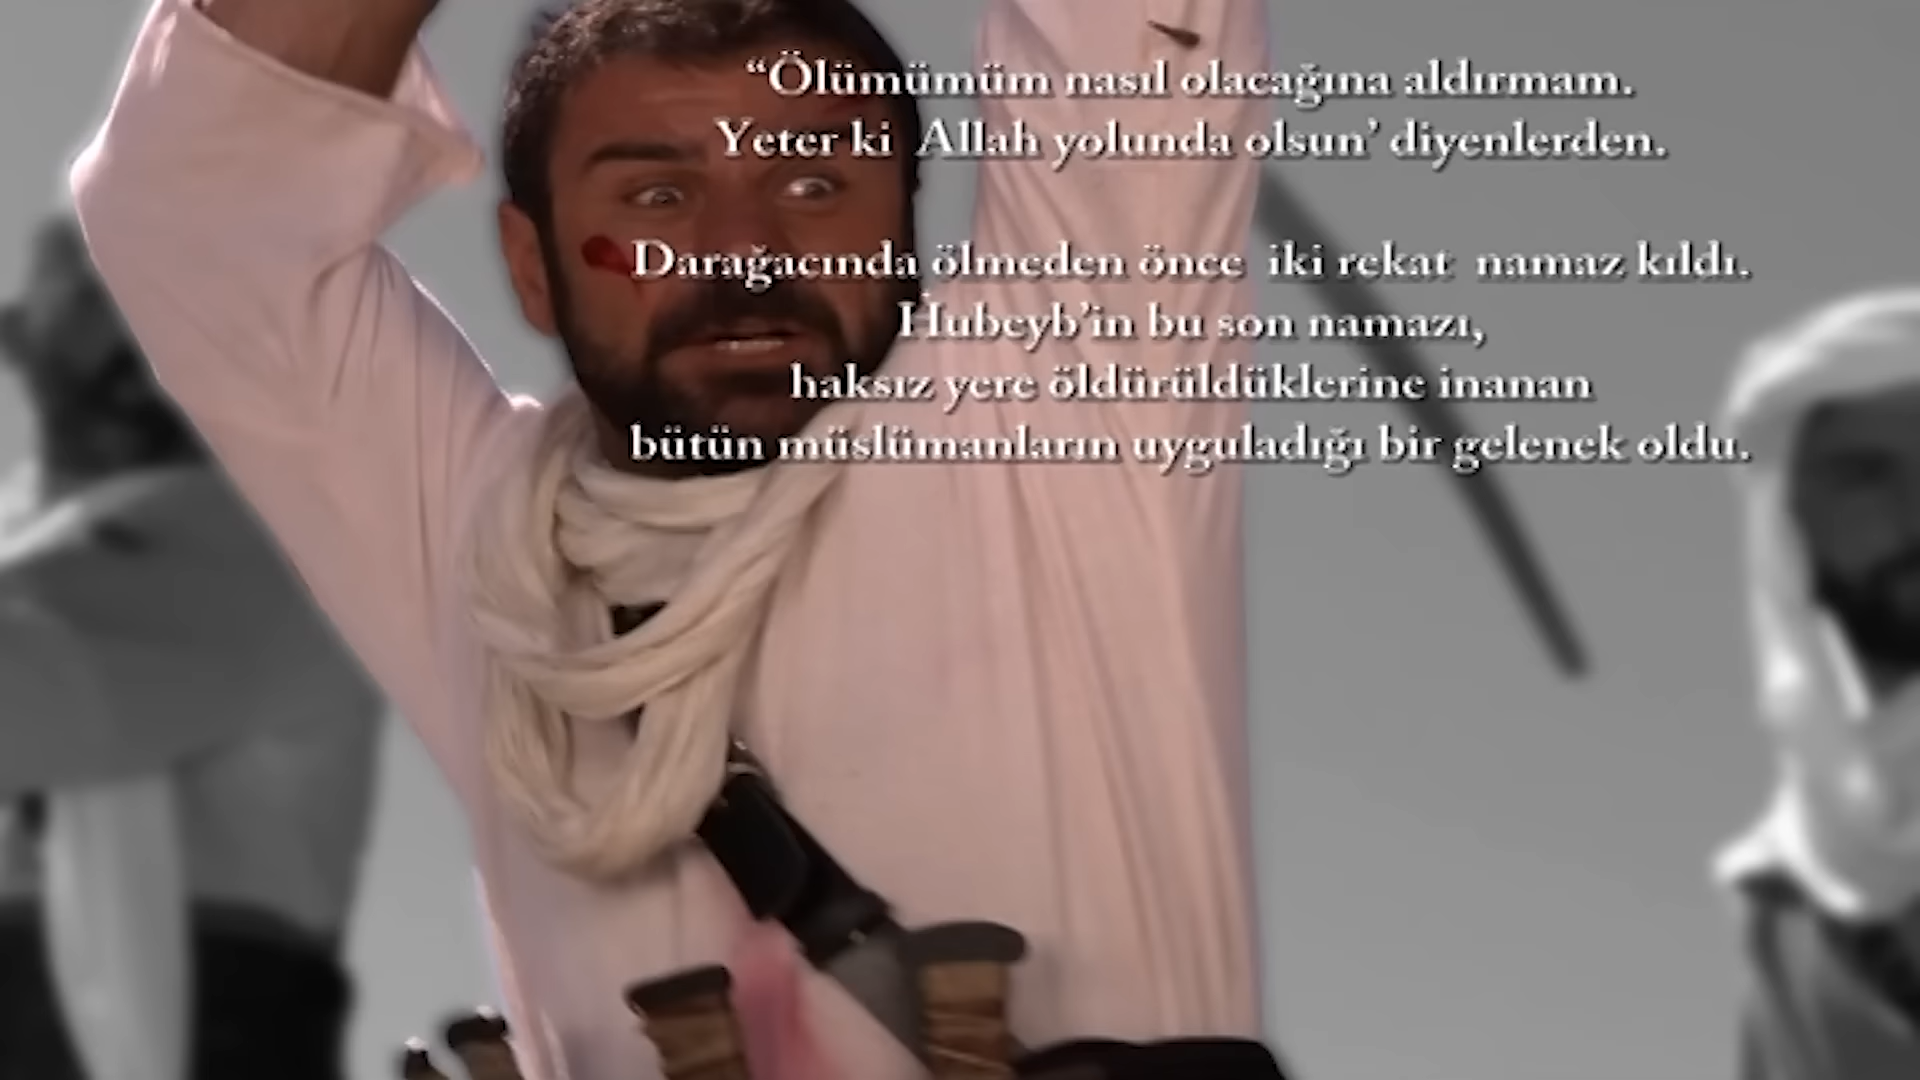 “Ölümümüm nasıl olacağına aldırmam.
Yeter ki Allah yolunda olsun’ diyenlerden.
Darağacında ölmeden önce iki rekat namaz kıldı.
Hubeyb’in bu son namazı,
haksız yere öldürüldüklerine inanan
bütün müslümanların uyguladığı bir gelenek oldu.